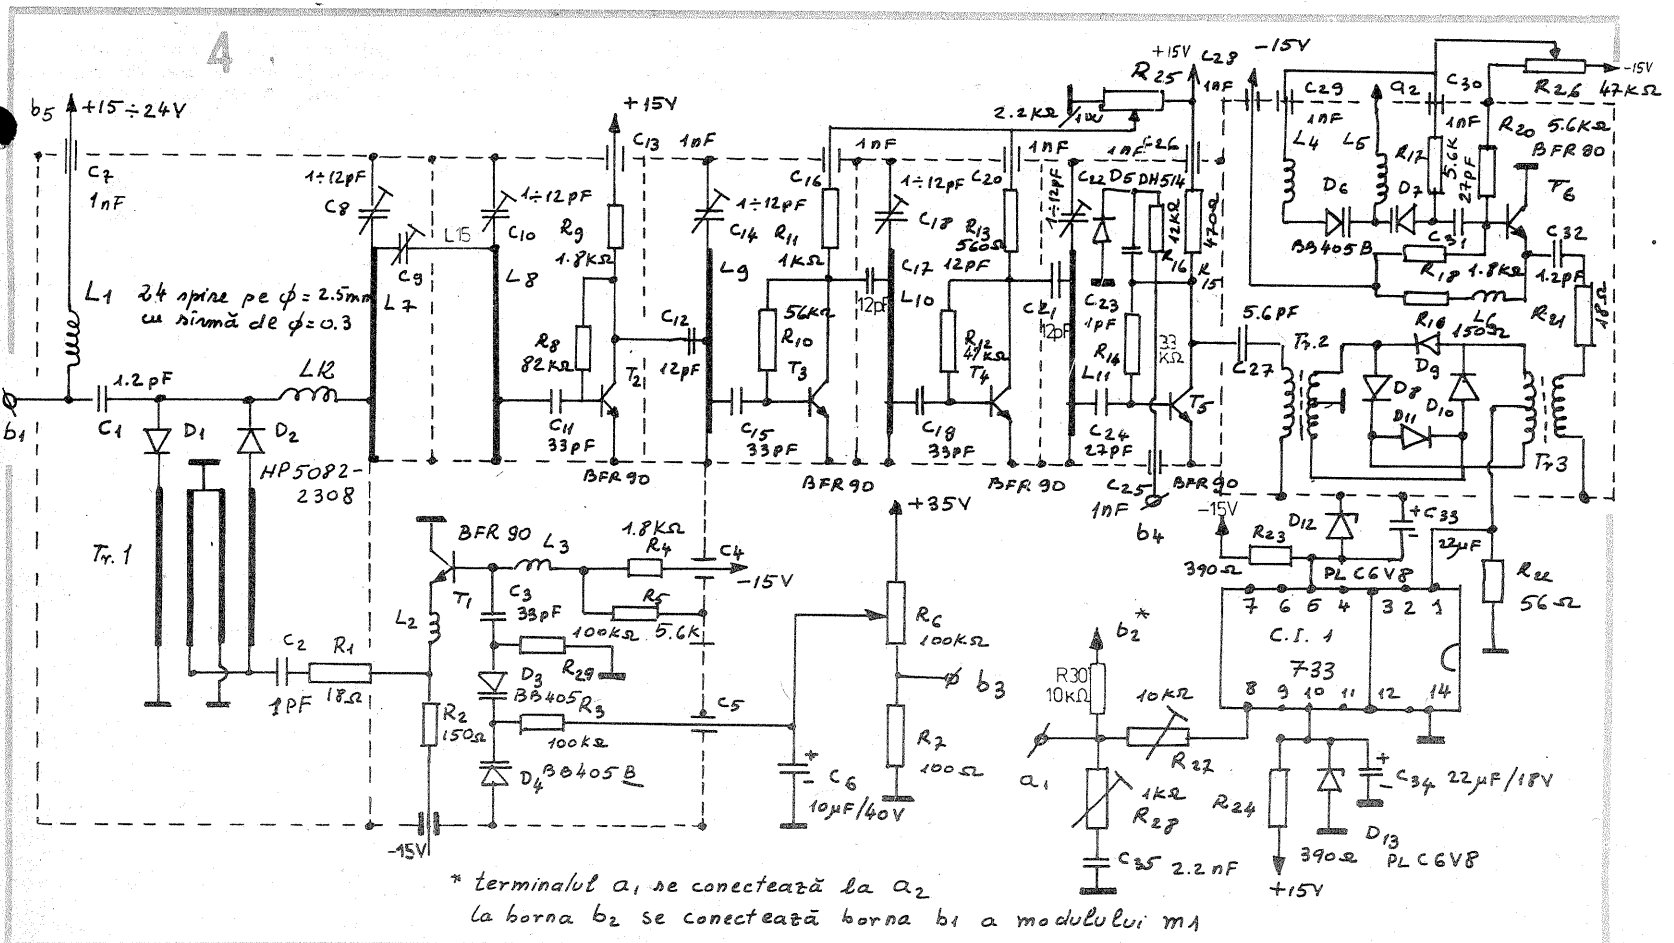 4
b5 +15÷24V
C7
1nF
L1 24 spire pe φ=2.5mm
cu sîrmă de φ=0.3
b1
C1
1.2pF
D1
D2
HP5082-
2308
Tr.1
C2
1PF
R1
18Ω
L12
1÷12pF
C8
C9
L7
L15
1÷12pF
C10
L8
+15V
C13
1nF
R9
1.8KΩ
R8
82KΩ
C11
33pF
T2
BFR90
C12
12pF
1÷12pF
C14
L9
R11
1KΩ
56KΩ
R10
C15
33pF
T3
BFR90
C16
1nF
C17
12pF
1÷12pF
C18
L10
R13
560Ω
12pF
R12
47KΩ
T4
C19
33pF
BFR90
C20
1nF
C21
12pF
1÷12pF
C22
D5 DH514
1nF
C26
C23
1pF
R14
L11
C24
27pF
12KΩ
R16
470Ω
R15
33
KΩ
T5
C25
1nF
b4
BFR90
2.2KΩ
R25
+15V
C28
1nF
-15V
C29
1nF
a2
C30
1nF
L4
L5
R17
5.6K
27pF
R20 5.6KΩ
BFR90
R26
-15V
47KΩ
D6
D7
BB405B
C31
T6
C32
1.2pF
R18
1.8KΩ
L6
150Ω
R21
18Ω
5.6PF
C27
Tr.2
D9
D8
D10
D11
Tr3
BFR90
L3
1.8KΩ
R4
C4
-15V
T1
L2
C3
33pF
R5
100KΩ
5.6K
R29
D3
BB405
R3
100KΩ
C5
R2
150Ω
D4
BB405B
-15V
+35V
R6
100KΩ
b3
R7
100Ω
C6
10μF/40V
-15V
R23
390Ω
D12
PLC6V8
C33
22μF
R22
56Ω
7 6 5 4 3 2 1
C.I.1
733
8 9 10 11 12 14
b2 *
R30
10KΩ
10KΩ
R27
a1
1KΩ
R28
C35 2.2nF
R24
390Ω
+15V
D13
PLC6V8
C34 22μF/18V
* terminalul a1 se conectează la a2
la borna b2 se conectează borna b1 a modulului m1